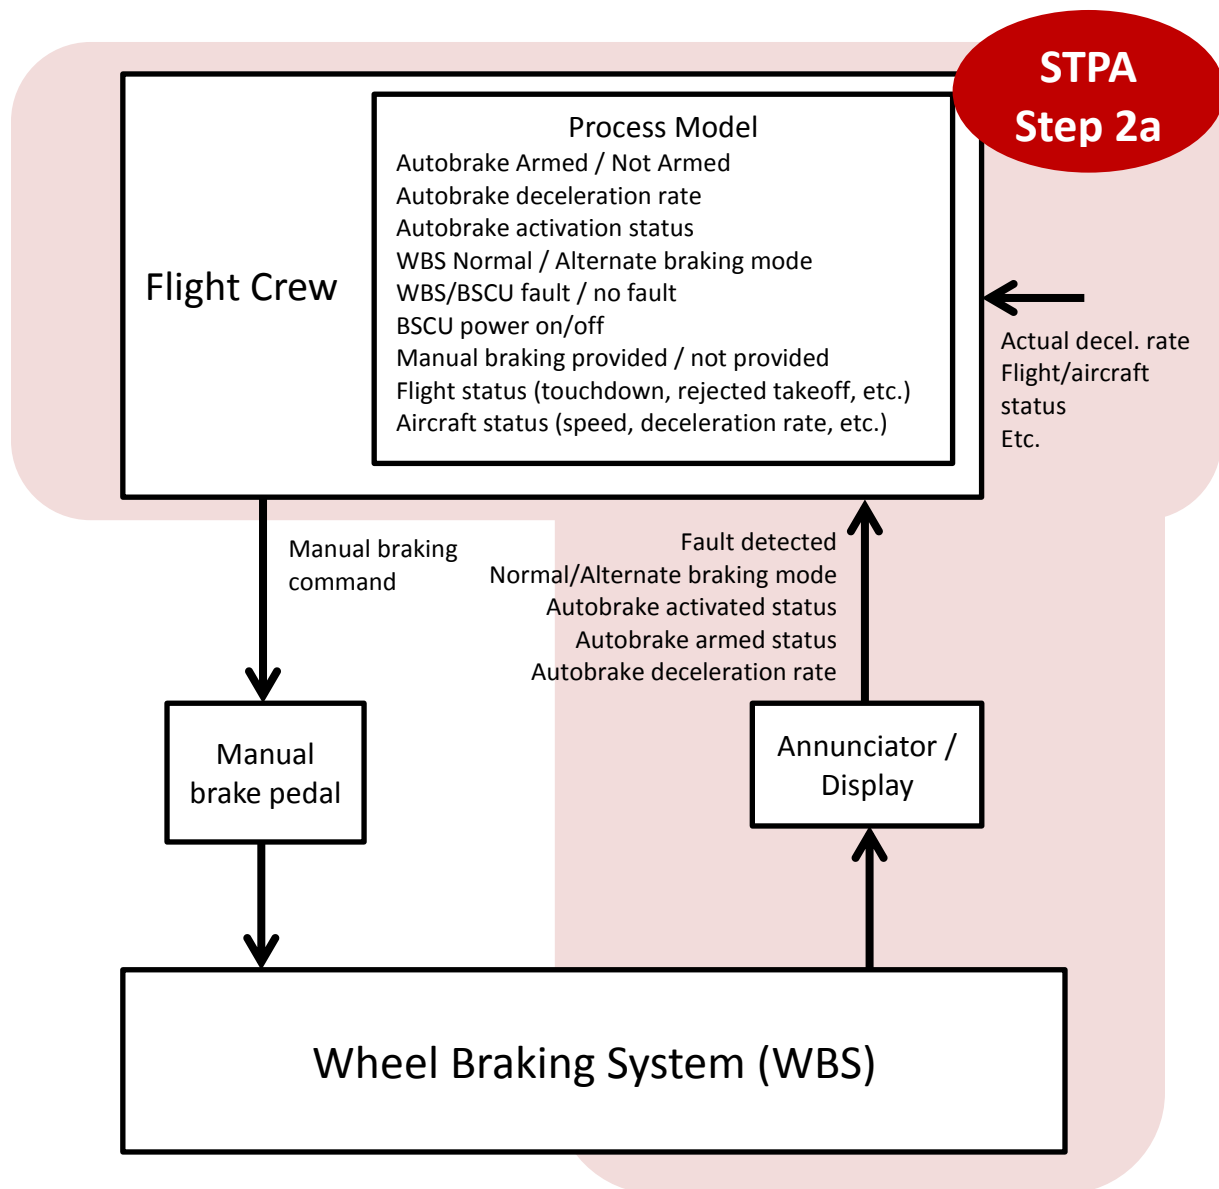 STPA
Step 2a
Process Model
Autobrake Armed / Not Armed
Autobrake deceleration rate
Autobrake activation status
WBS Normal / Alternate braking mode
WBS/BSCU fault / no fault
BSCU power on/off
Manual braking provided / not provided
Flight status (touchdown, rejected takeoff, etc.)
Aircraft status (speed, deceleration rate, etc.)
Flight Crew
Actual decel. rate
Flight/aircraft
status
Etc.
Manual braking
command
Fault detected
Normal/Alternate braking mode
Autobrake activated status
Autobrake armed status
Autobrake deceleration rate
Manual
brake pedal
Annunciator /
Display
Wheel Braking System (WBS)